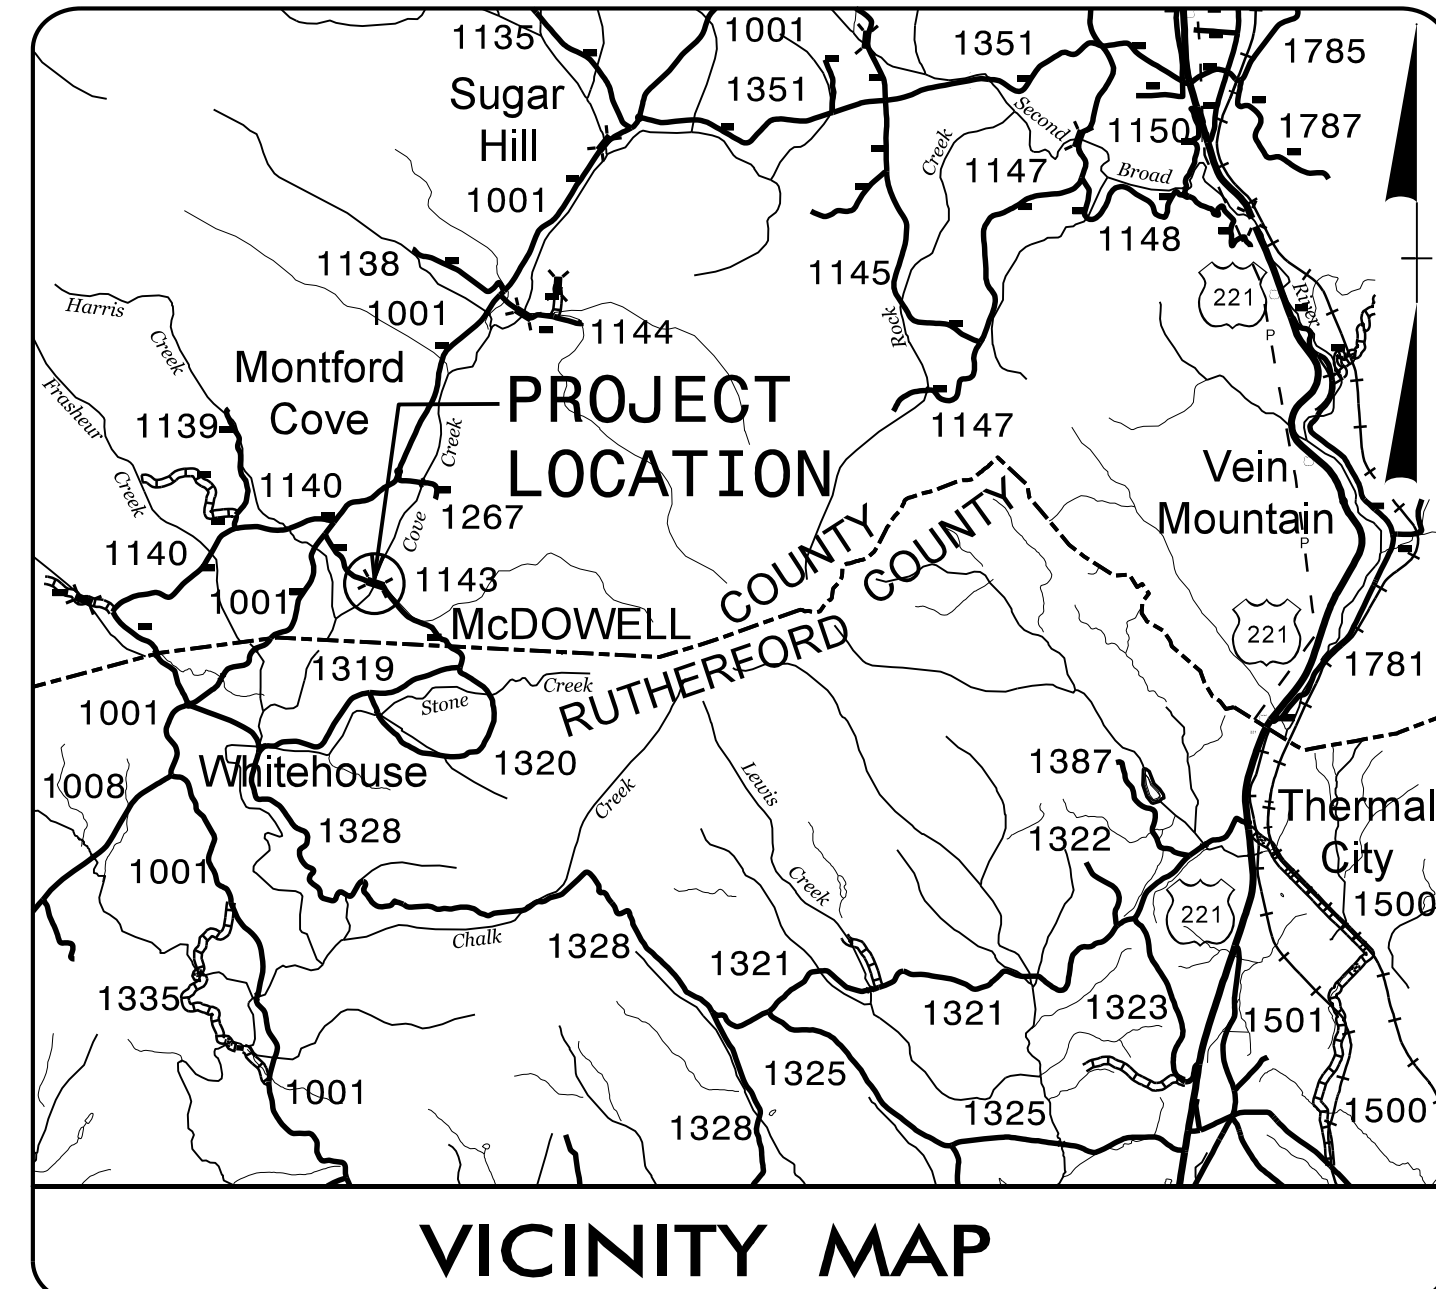 1135
1001
1351
1785
Sugar
Hill
1351
Second
1150
1787
Creek
1147
Broad
1001
1148
1138
1145
221
River
Harris
1001
1144
P
Creek
Rock
Montford
Cove
PROJECT
LOCATION
Frasheur
1139
Creek
1147
Vein
Mountain
1140
Creek
1267
Cove
COUNTY
COUNTY
P
1140
1143
1001
McDOWELL
221
RUTHERFORD
1319
1781
Creek
Stone
1001
1320
1387
Whitehouse
1008
Lewis
Creek
Thermal
City
1328
1322
1001
Creek
1500
221
Chalk
1328
1321
1335
1321
1323
1501
1325
1001
1325
1500
1328
VICINITY MAP